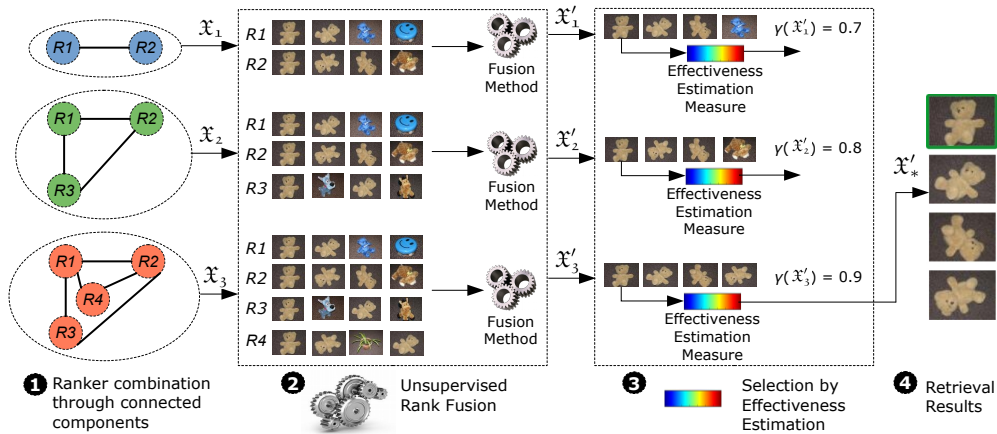 R1 R2
𝔛₁
R1
R2
Fusion
Method
𝔛′₁
γ(𝔛′₁) = 0.7
Effectiveness
Estimation
Measure
R1 R2
R3
𝔛₂
R1
R2
R3
Fusion
Method
𝔛′₂
γ(𝔛′₂) = 0.8
Effectiveness
Estimation
Measure
R1 R2
R4
R3
𝔛₃
R1
R2
R3
R4
Fusion
Method
𝔛′₃
γ(𝔛′₃) = 0.9
Effectiveness
Estimation
Measure
𝔛′*
1 Ranker combination
through connected
components
2 Unsupervised
Rank Fusion
3 Selection by
Effectiveness
Estimation
4 Retrieval
Results